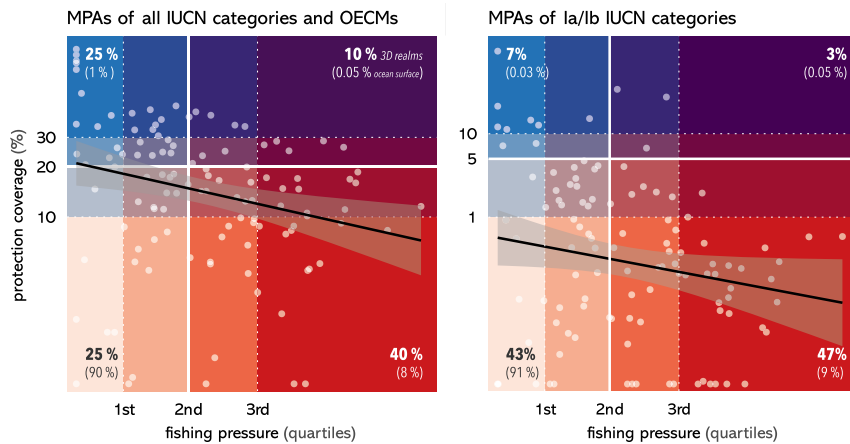 MPAs of all IUCN categories and OECMs
25 %
(1 %)
10 % 3D realms
(0.05 % ocean surface)
30
20
10
protection coverage (%)
25 %
(90 %)
40 %
(8 %)
1st 2nd 3rd
fishing pressure (quartiles)
MPAs of Ia/Ib IUCN categories
7%
(0.03 %)
3%
(0.05 %)
10
5
1
43%
(91 %)
47%
(9 %)
1st 2nd 3rd
fishing pressure (quartiles)